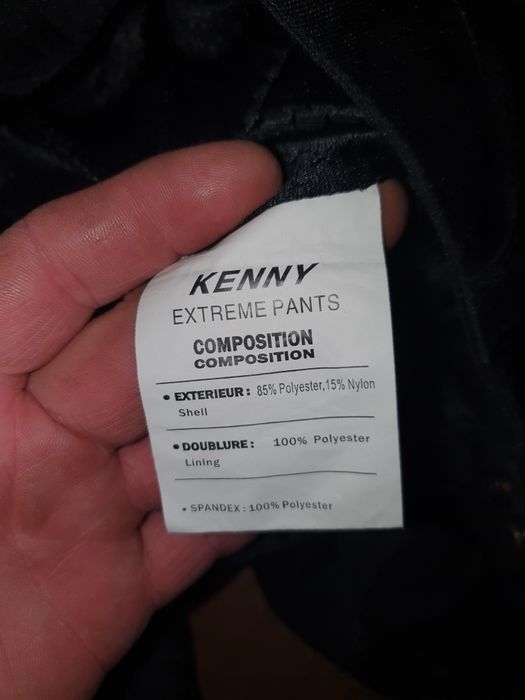 KENNY
EXTREME PANTS
COMPOSITION
COMPOSITION
• EXTERIEUR: 85% Polyester,15% Nylon
Shell
• DOUBLURE: 100% Polyester
Lining
• SPANDEX: 100% Polyester